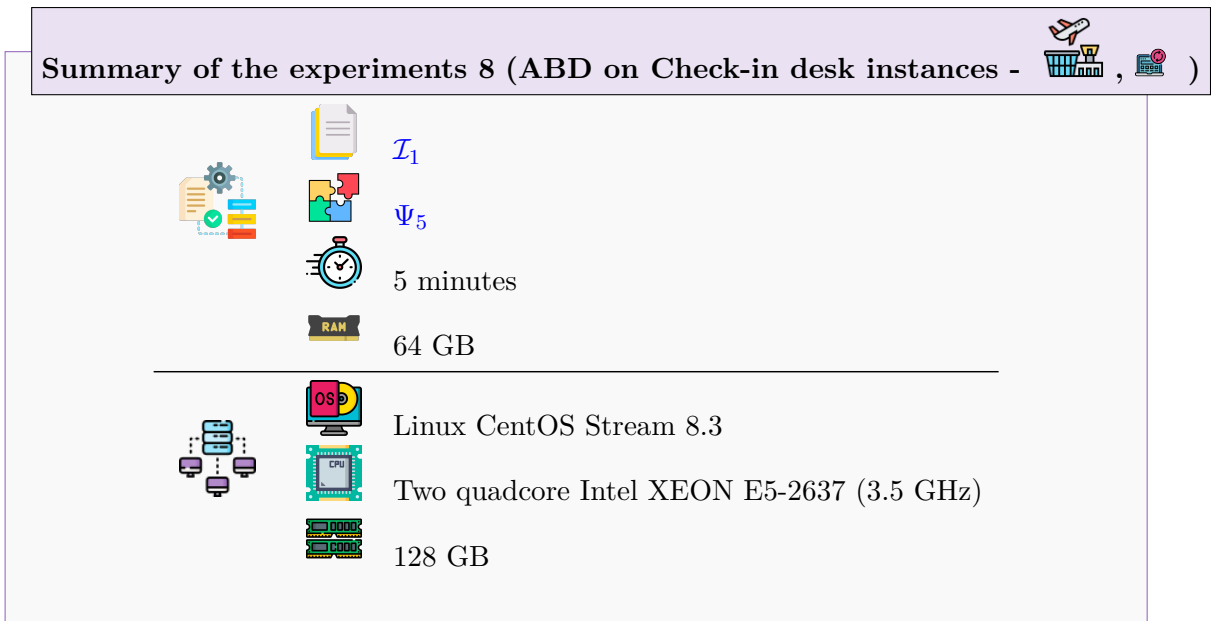 Summary of the experiments 8 (ABD on Check-in desk instances - , )
ℐ₁
Ψ₅
5 minutes
RAM
64 GB
OS
Linux CentOS Stream 8.3
CPU
Two quadcore Intel XEON E5-2637 (3.5 GHz)
128 GB